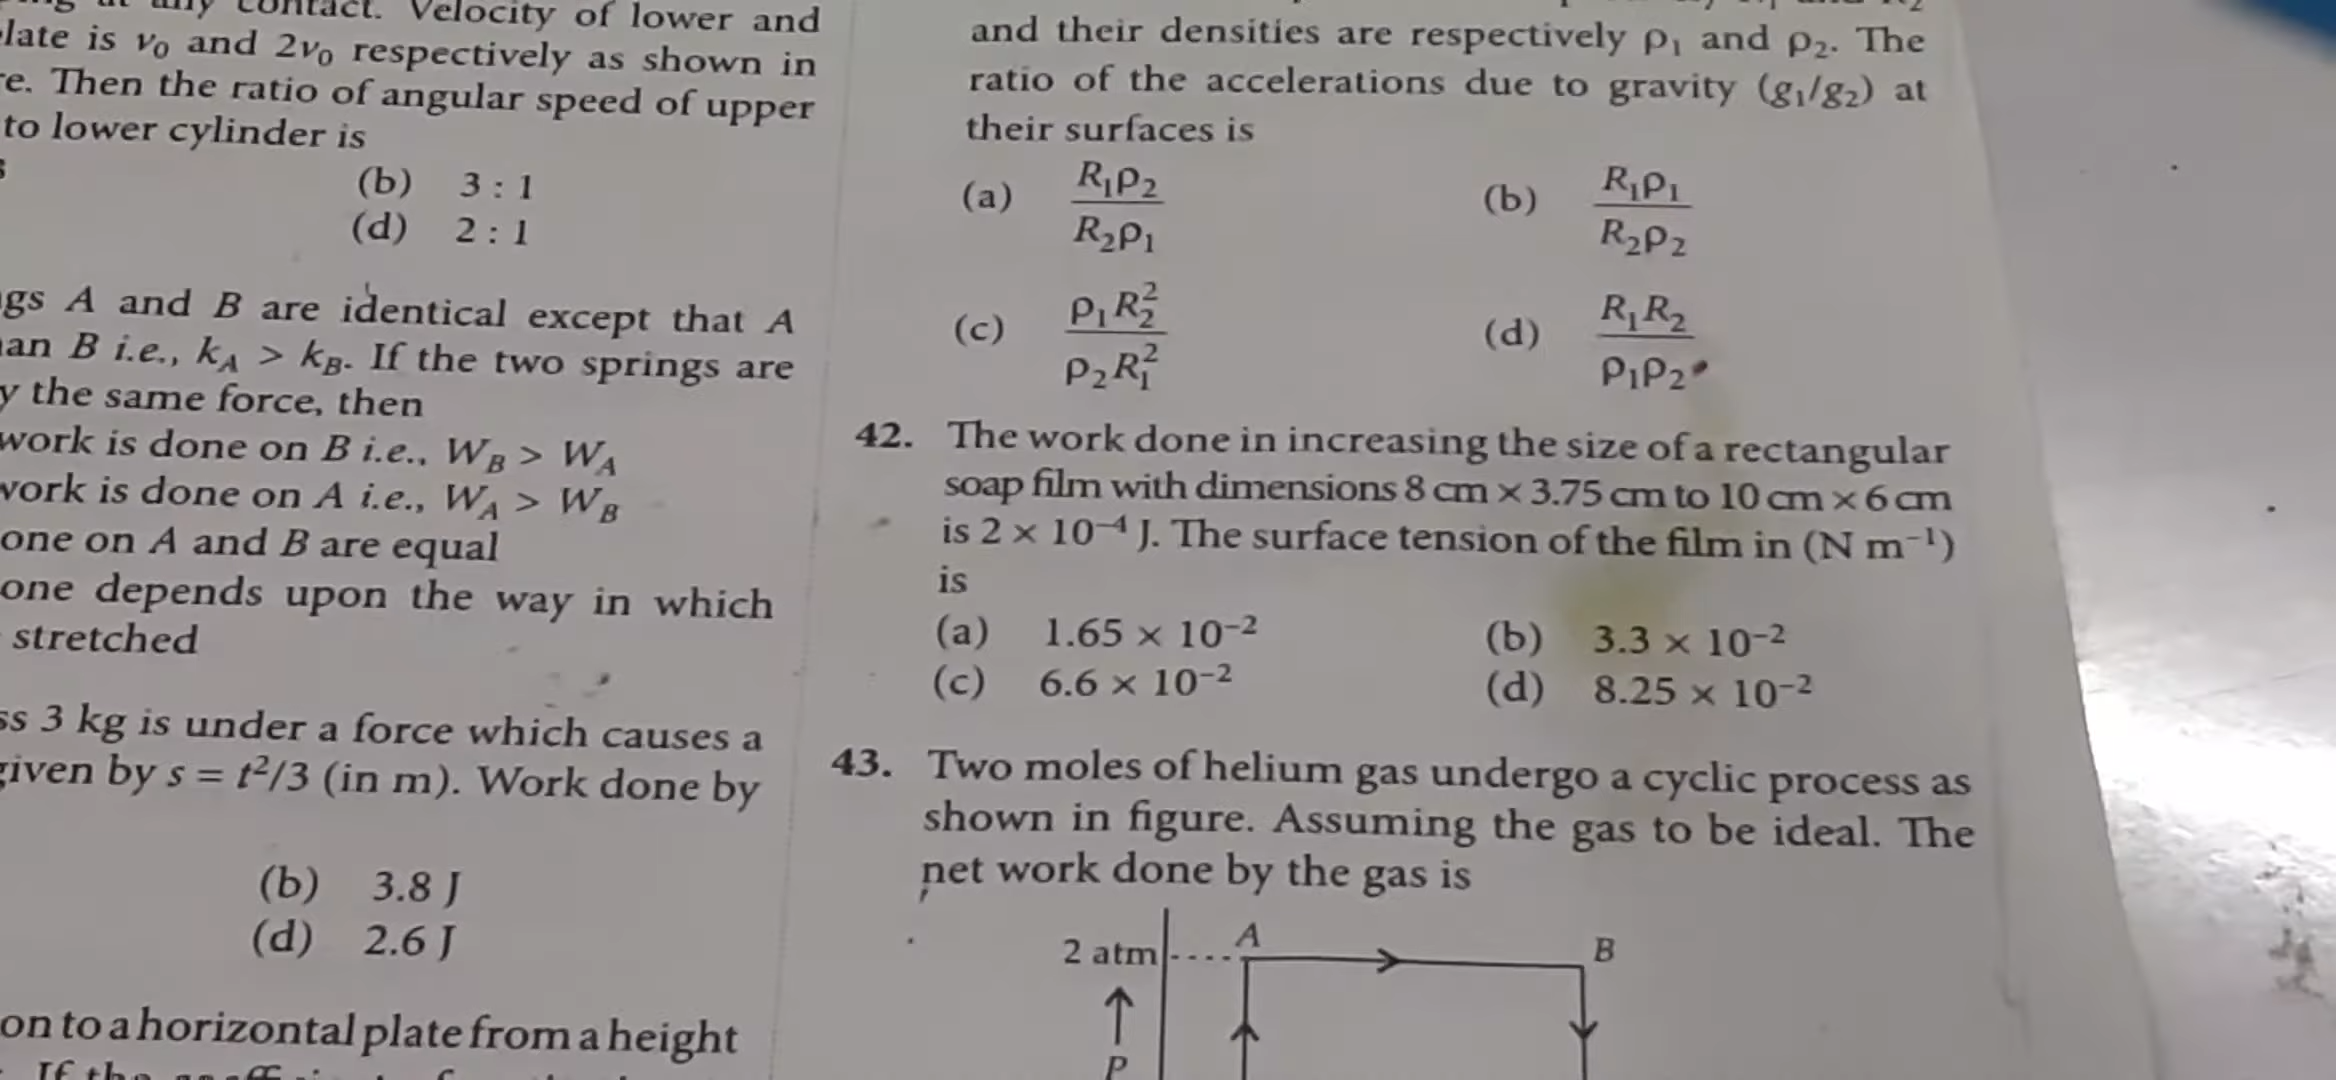 contact. Velocity of lower and
late is v₀ and 2v₀ respectively as shown in
e. Then the ratio of angular speed of upper
to lower cylinder is
(b) 3 : 1
(d) 2 : 1
gs A and B are identical except that A
an B i.e., k_A > k_B. If the two springs are
y the same force, then
work is done on B i.e., W_B > W_A
work is done on A i.e., W_A > W_B
one on A and B are equal
one depends upon the way in which
stretched
ss 3 kg is under a force which causes a
given by s = t²/3 (in m). Work done by
(b) 3.8 J
(d) 2.6 J
on to a horizontal plate from a height
If the
and their densities are respectively ρ₁ and ρ₂. The
ratio of the accelerations due to gravity (g₁/g₂) at
their surfaces is
(a) R₁ρ₂ / R₂ρ₁ (b) R₁ρ₁ / R₂ρ₂
(c) ρ₁R₂² / ρ₂R₁² (d) R₁R₂ / ρ₁ρ₂
42. The work done in increasing the size of a rectangular
soap film with dimensions 8 cm × 3.75 cm to 10 cm × 6 cm
is 2 × 10⁻⁴ J. The surface tension of the film in (N m⁻¹)
is
(a) 1.65 × 10⁻² (b) 3.3 × 10⁻²
(c) 6.6 × 10⁻² (d) 8.25 × 10⁻²
43. Two moles of helium gas undergo a cyclic process as
shown in figure. Assuming the gas to be ideal. The
net work done by the gas is
2 atm A B
P